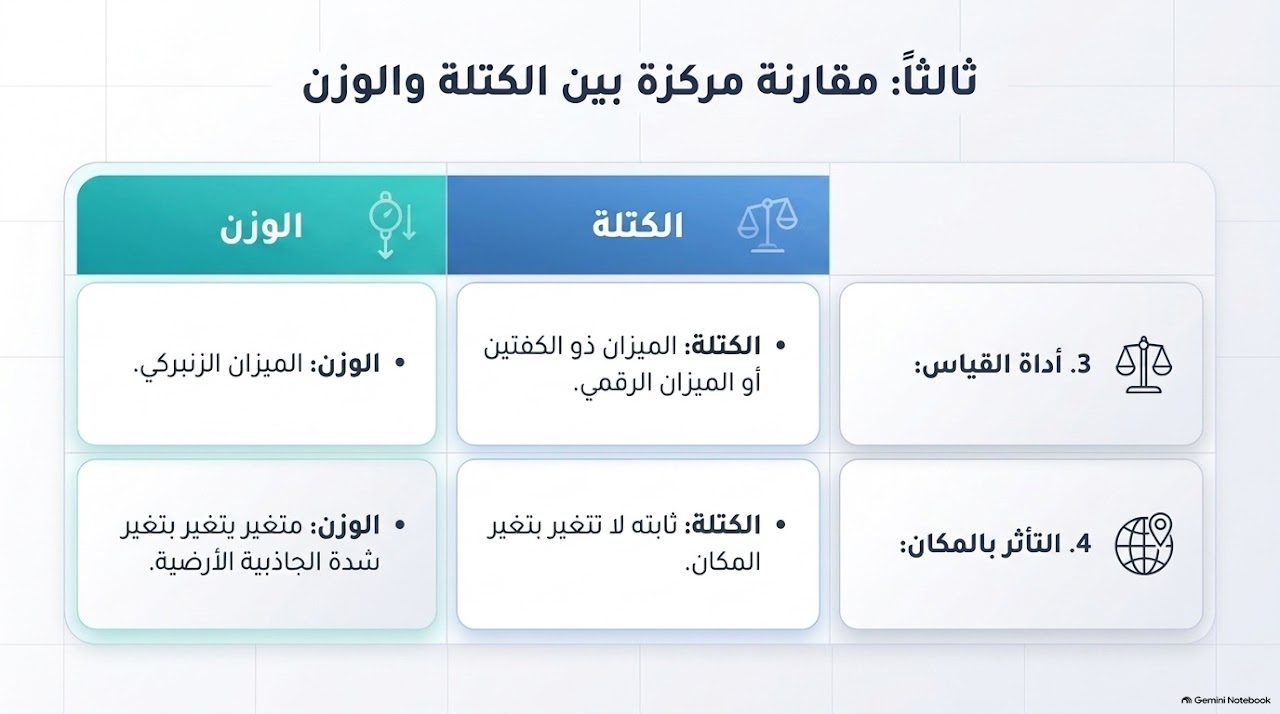 ثالثاً: مقارنة مركزة بين الكتلة والوزن
الكتلة
الوزن
3. أداة القياس:
• الكتلة: الميزان ذو الكفتين
أو الميزان الرقمي.
• الوزن: الميزان الزنبركي.
4. التأثر بالمكان:
• الكتلة: ثابته لا تتغير بتغير
المكان.
• الوزن: متغير يتغير بتغير
شدة الجاذبية الأرضية.
Gemini Notebook